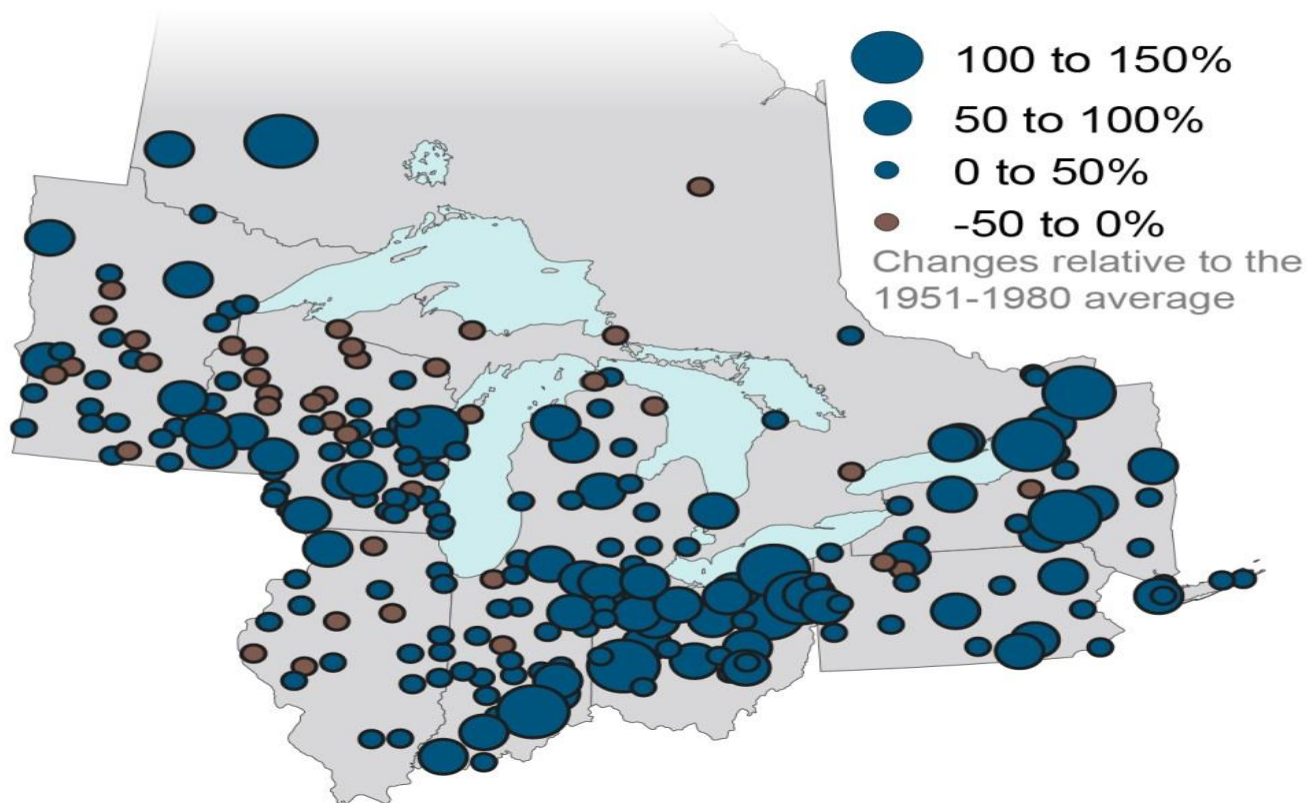 100 to 150%
50 to 100%
0 to 50%
-50 to 0%
Changes relative to the
1951-1980 average